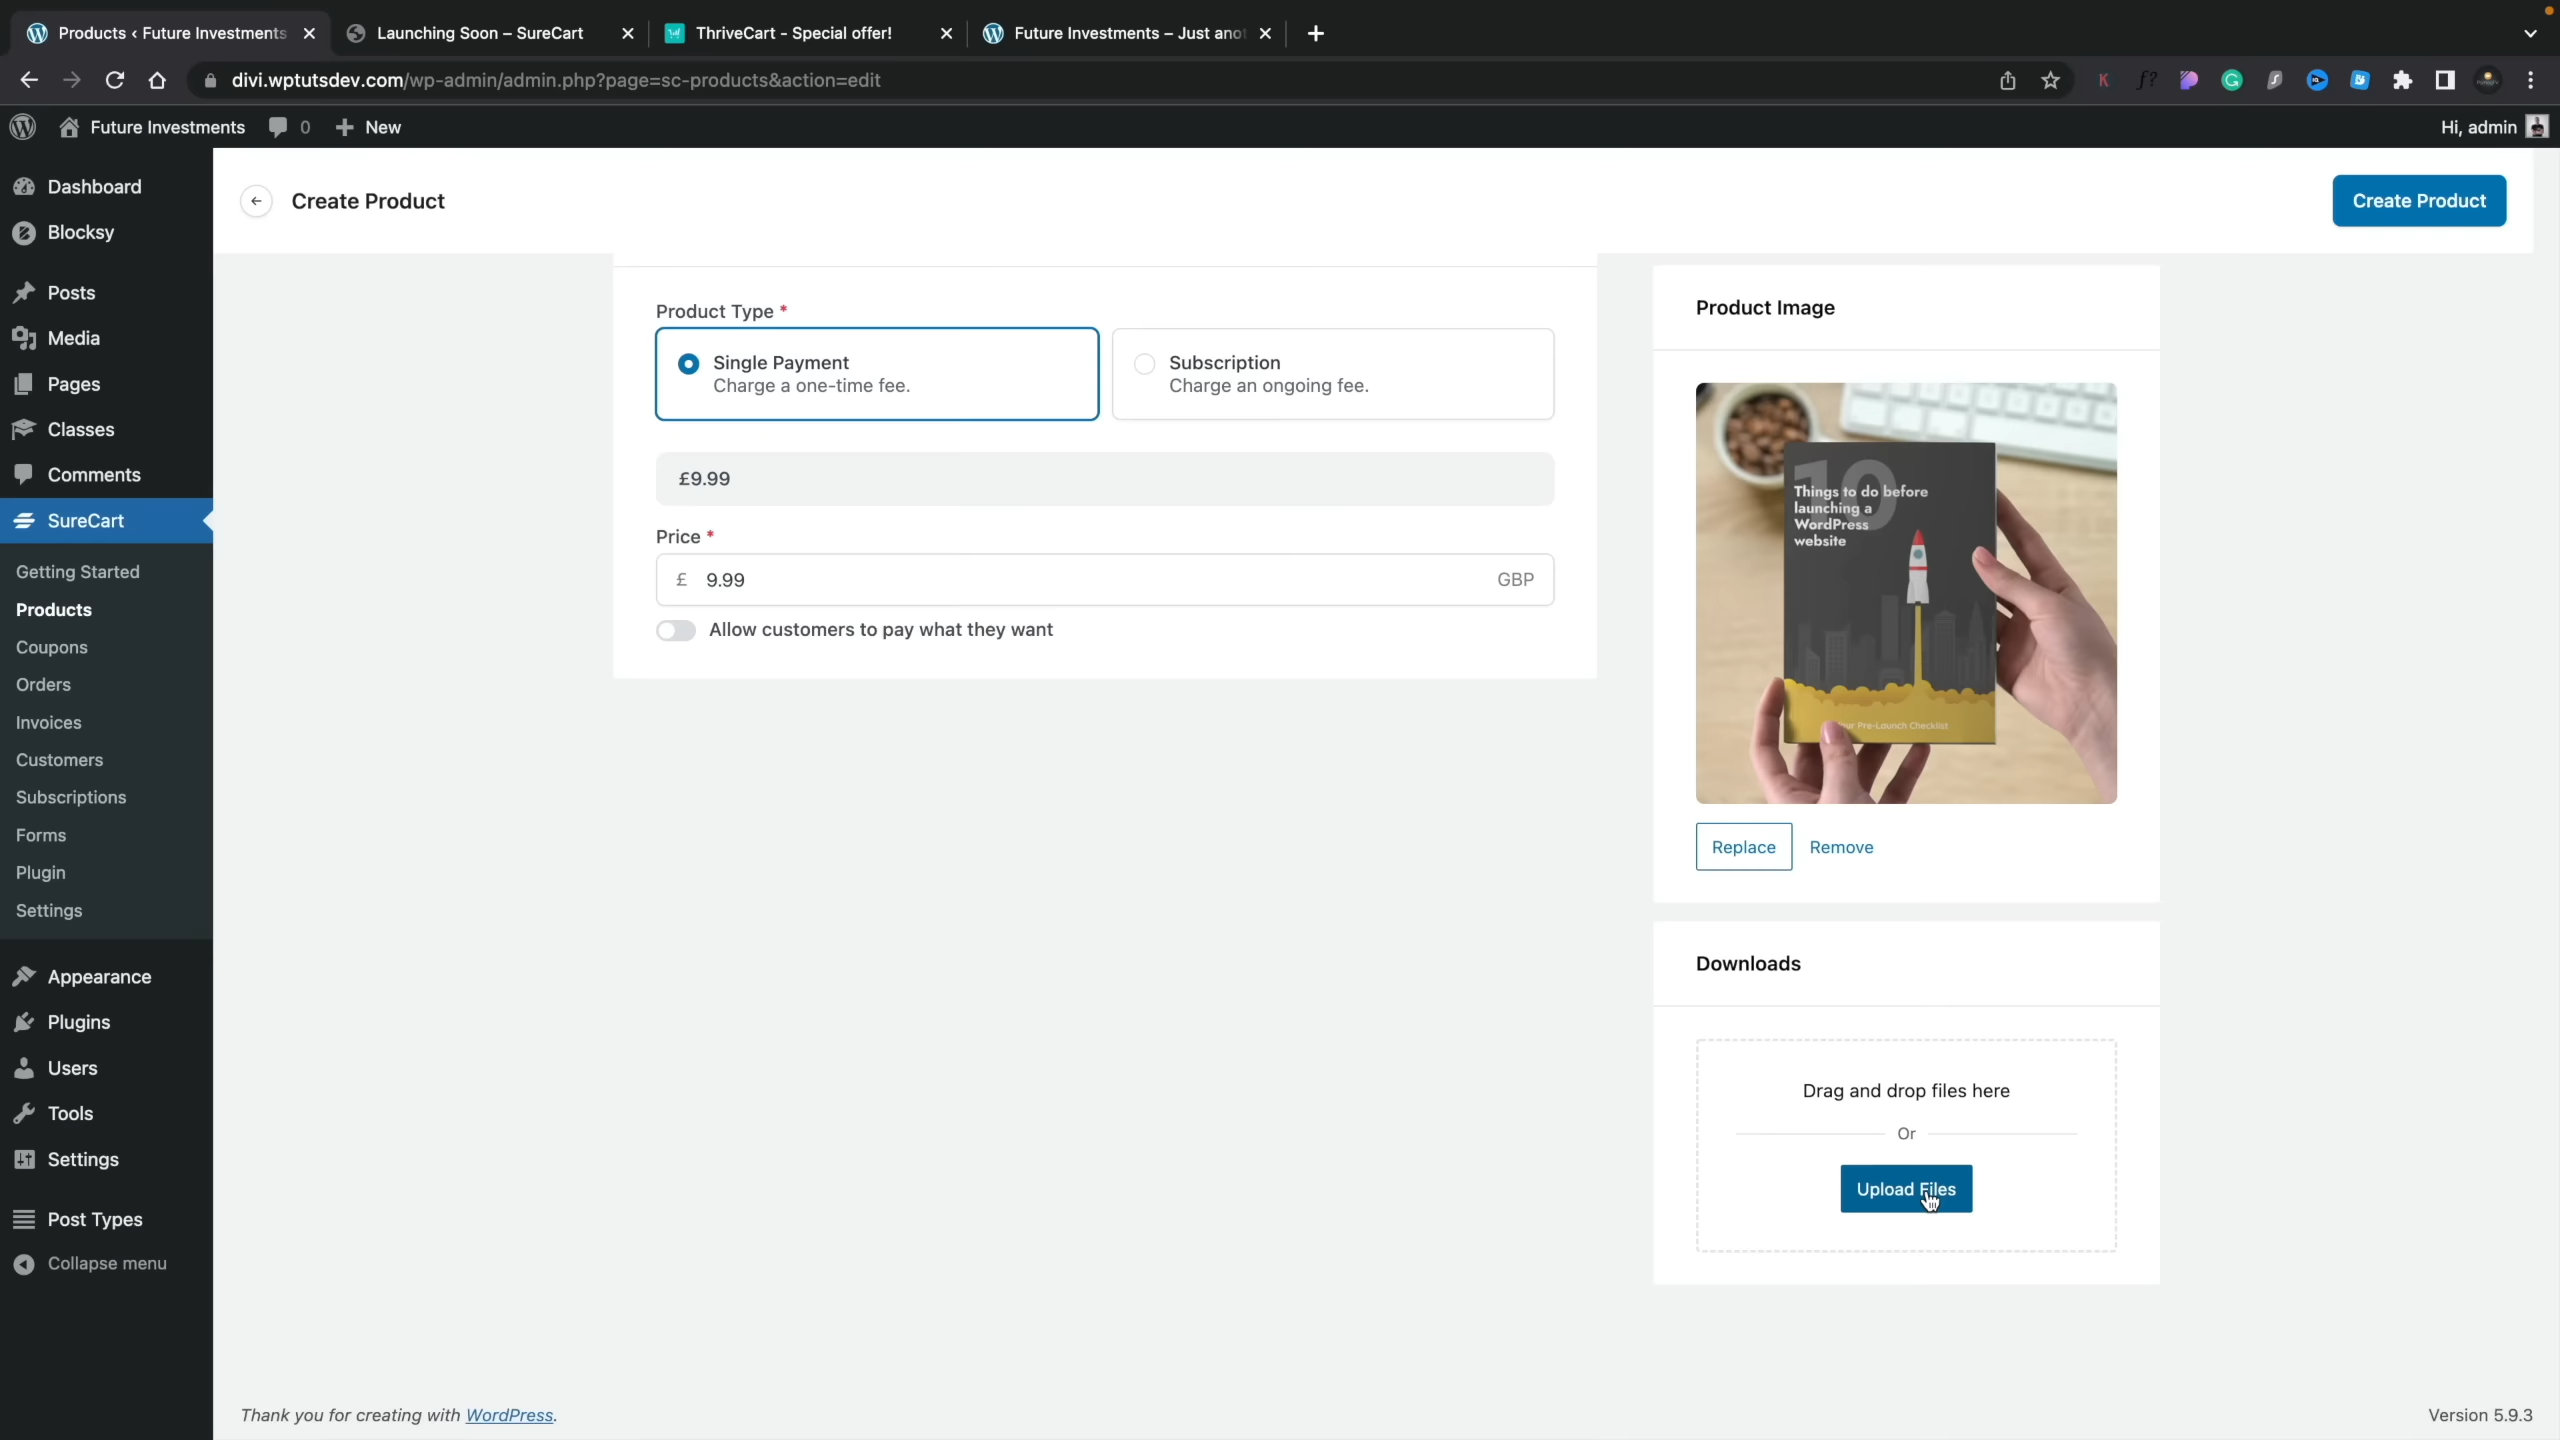 Products ‹ Future Investments
Launching Soon – SureCart
ThriveCart - Special offer!
Future Investments – Just anot
divi.wptutsdev.com/wp-admin/admin.php?page=sc-products&action=edit
Future Investments
0
New
Hi, admin
Dashboard
Blocksy
Posts
Media
Pages
Classes
Comments
SureCart
Getting Started
Products
Coupons
Orders
Invoices
Customers
Subscriptions
Forms
Plugin
Settings
Appearance
Plugins
Users
Tools
Settings
Post Types
Collapse menu
Create Product
Create Product
Product Type *
Single Payment
Charge a one-time fee.
Subscription
Charge an ongoing fee.
£9.99
Price *
£ 9.99 GBP
Allow customers to pay what they want
Product Image
10
Things to do before
launching a
WordPress
website
Your Pre-Launch Checklist
Replace
Remove
Downloads
Drag and drop files here
Or
Upload Files
Thank you for creating with WordPress.
Version 5.9.3